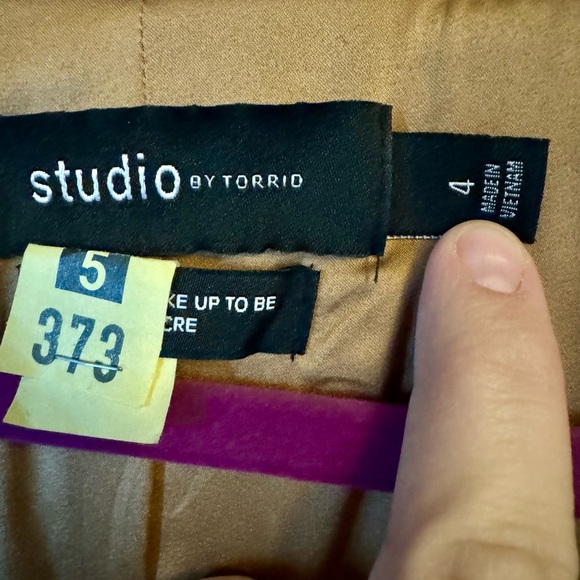 studio BY TORRID
4
MADE IN
VIETNAM
5
373
KE UP TO BE
CRE